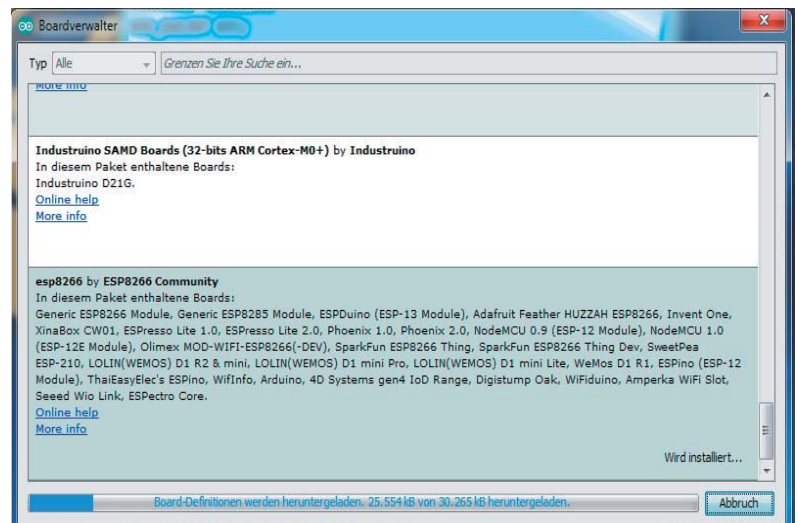 Boardverwalter
Typ Alle Grenzen Sie Ihre Suche ein...
More info
Industruino SAMD Boards (32-bits ARM Cortex-M0+) by Industruino
In diesem Paket enthaltene Boards:
Industruino D21G.
Online help
More info
esp8266 by ESP8266 Community
In diesem Paket enthaltene Boards:
Generic ESP8266 Module, Generic ESP8285 Module, ESPDuino (ESP-13 Module), Adafruit Feather HUZZAH ESP8266, Invent One,
XinaBox CW01, ESPresso Lite 1.0, ESPresso Lite 2.0, Phoenix 1.0, Phoenix 2.0, NodeMCU 0.9 (ESP-12 Module), NodeMCU 1.0
(ESP-12E Module), Olimex MOD-WIFI-ESP8266(-DEV), SparkFun ESP8266 Thing, SparkFun ESP8266 Thing Dev, SweetPea
ESP-210, LOLIN(WEMOS) D1 R2 & mini, LOLIN(WEMOS) D1 mini Pro, LOLIN(WEMOS) D1 mini Lite, WeMos D1 R1, ESPino (ESP-12
Module), ThaiEasyElec's ESPino, WifInfo, Arduino, 4D Systems gen4 IoD Range, Digistump Oak, WiFiduino, Amperka WiFi Slot,
Seeed Wio Link, ESPectro Core.
Online help
More info
Wird installiert...
Board-Definitionen werden heruntergeladen. 25.554 kB von 30.265 kB heruntergeladen.
Abbruch